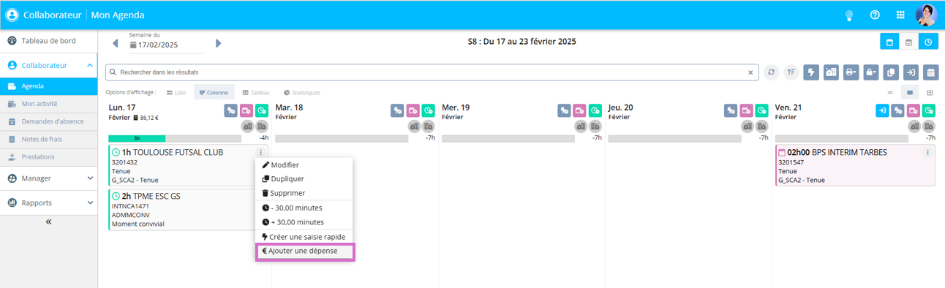 Collaborateur | Mon Agenda
Tableau de bord
Collaborateur
Agenda
Mon activité
Demandes d'absence
Notes de frais
Prestations
Manager
Rapports
«
Semaine du
17/02/2025
S8 : Du 17 au 23 février 2025
Rechercher dans les résultats
Options d'affichage : Liste Colonne Tableau Statistiques
Lun. 17
Février 86,12 €
3h -4h
1h TOULOUSE FUTSAL CLUB
3201432
Tenue
G_SCA2 - Tenue
2h TPME ESC GS
INTNCA1471
ADMMCONV
Moment convivial
Modifier
Dupliquer
Supprimer
- 30,00 minutes
+ 30,00 minutes
Créer une saisie rapide
€ Ajouter une dépense
Mar. 18
Février
-7h
Mer. 19
Février
-7h
Jeu. 20
Février
-7h
Ven. 21
Février
-7h
02h00 BPS INTERIM TARBES
3201547
Tenue
G_SCA2 - Tenue